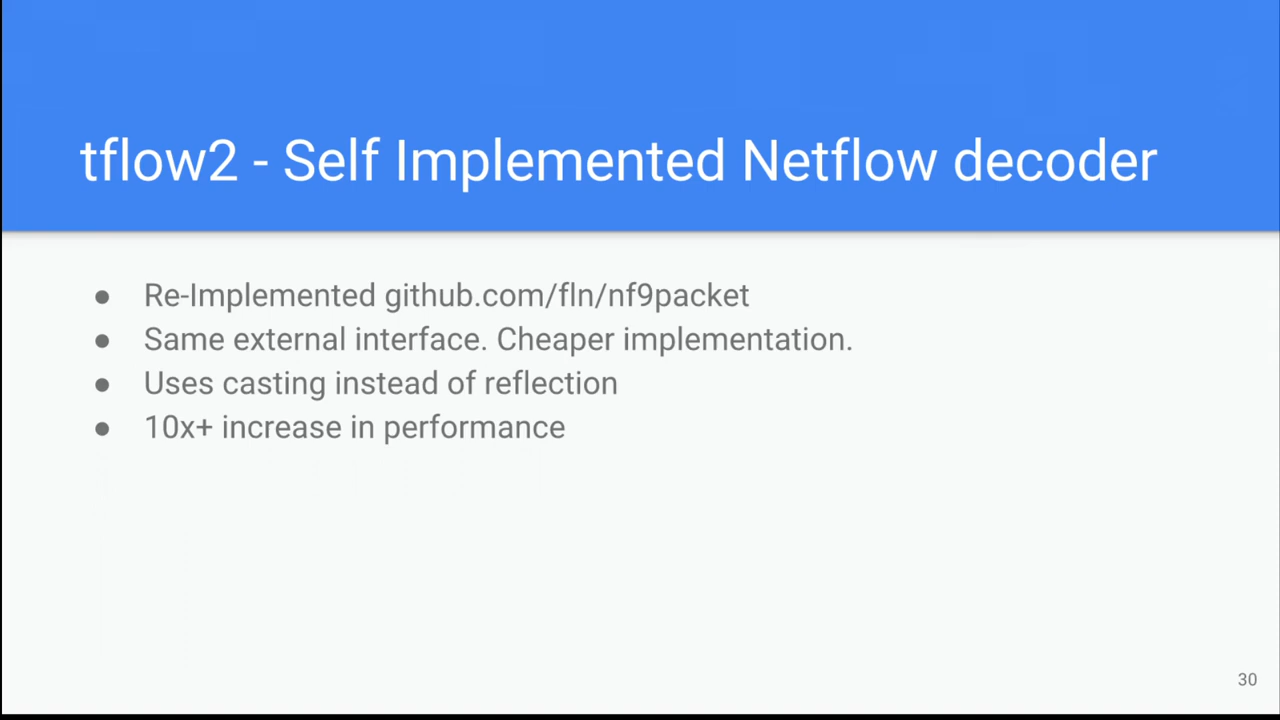 tflow2 - Self Implemented Netflow decoder
● Re-Implemented github.com/fln/nf9packet
● Same external interface. Cheaper implementation.
● Uses casting instead of reflection
● 10x+ increase in performance
30